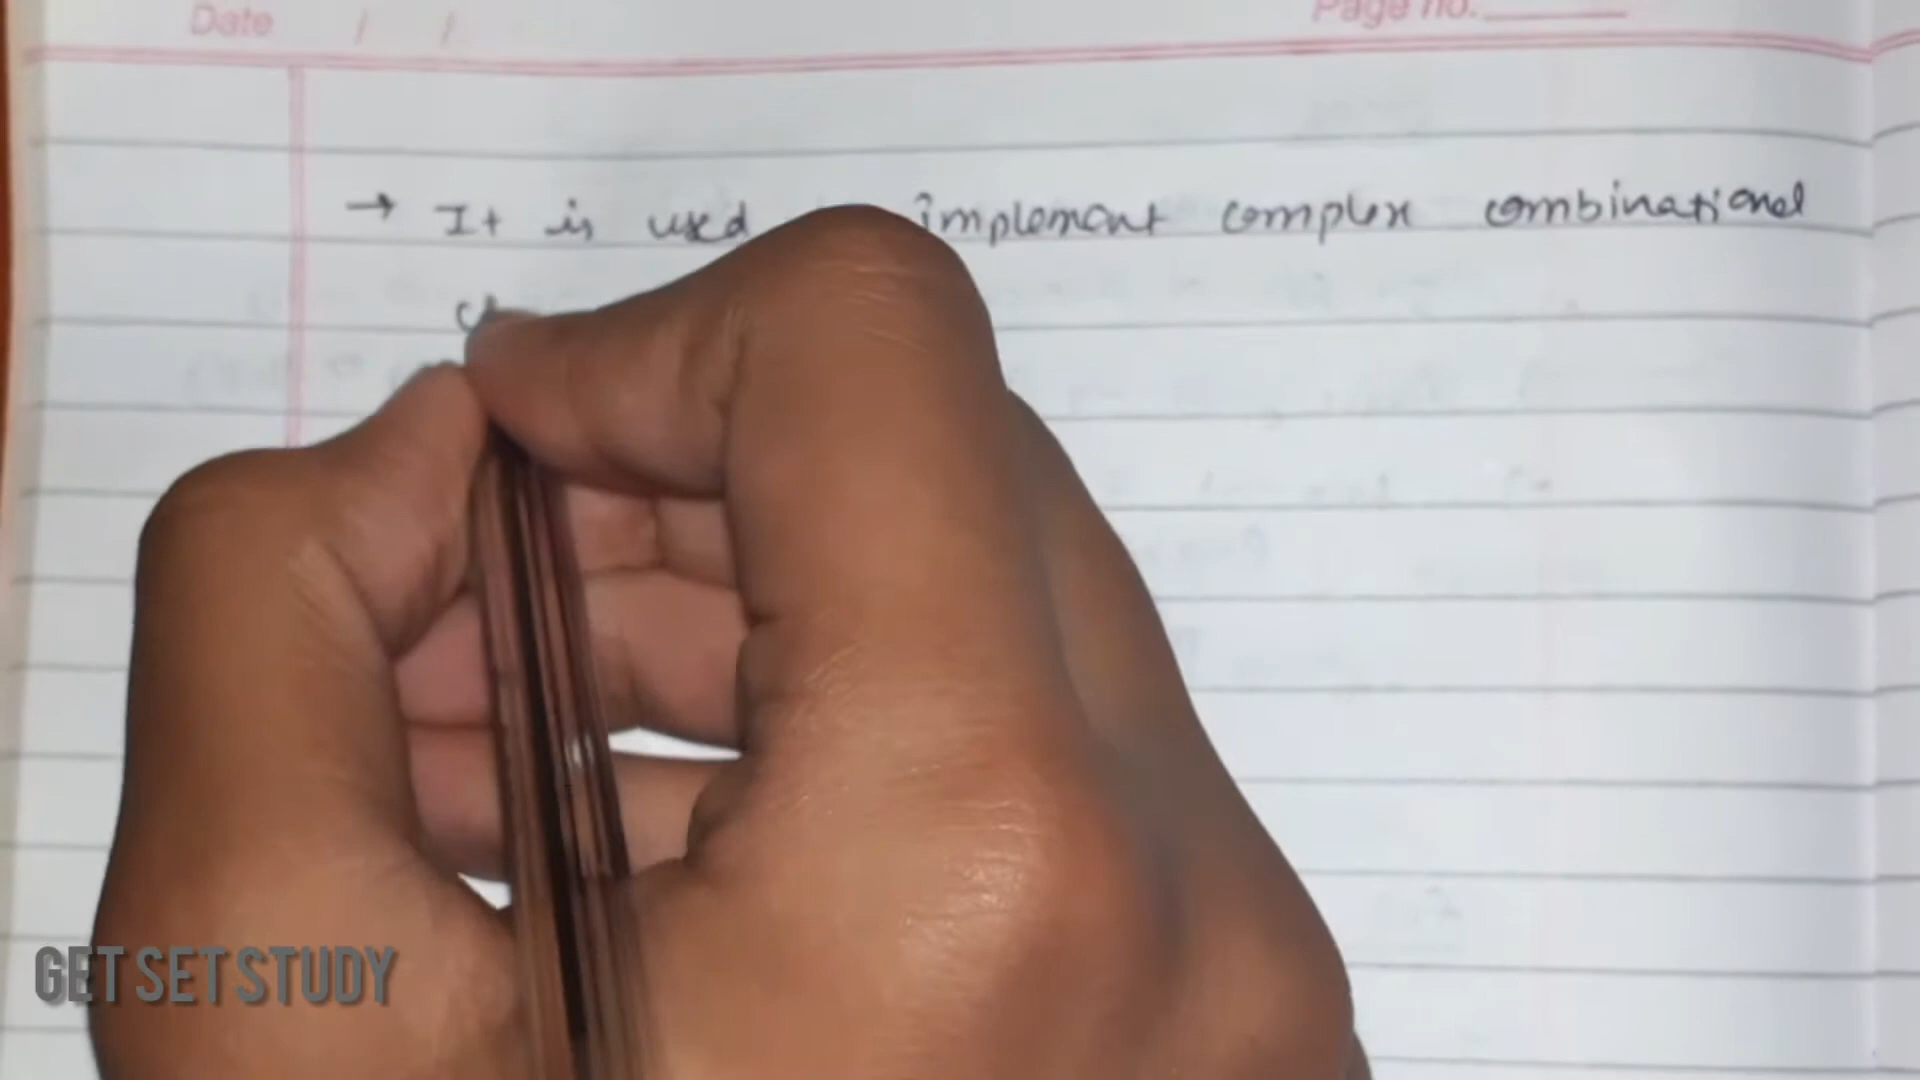 Date / /
Page no.
→ It is used implement complex combinational
GET SET STUDY